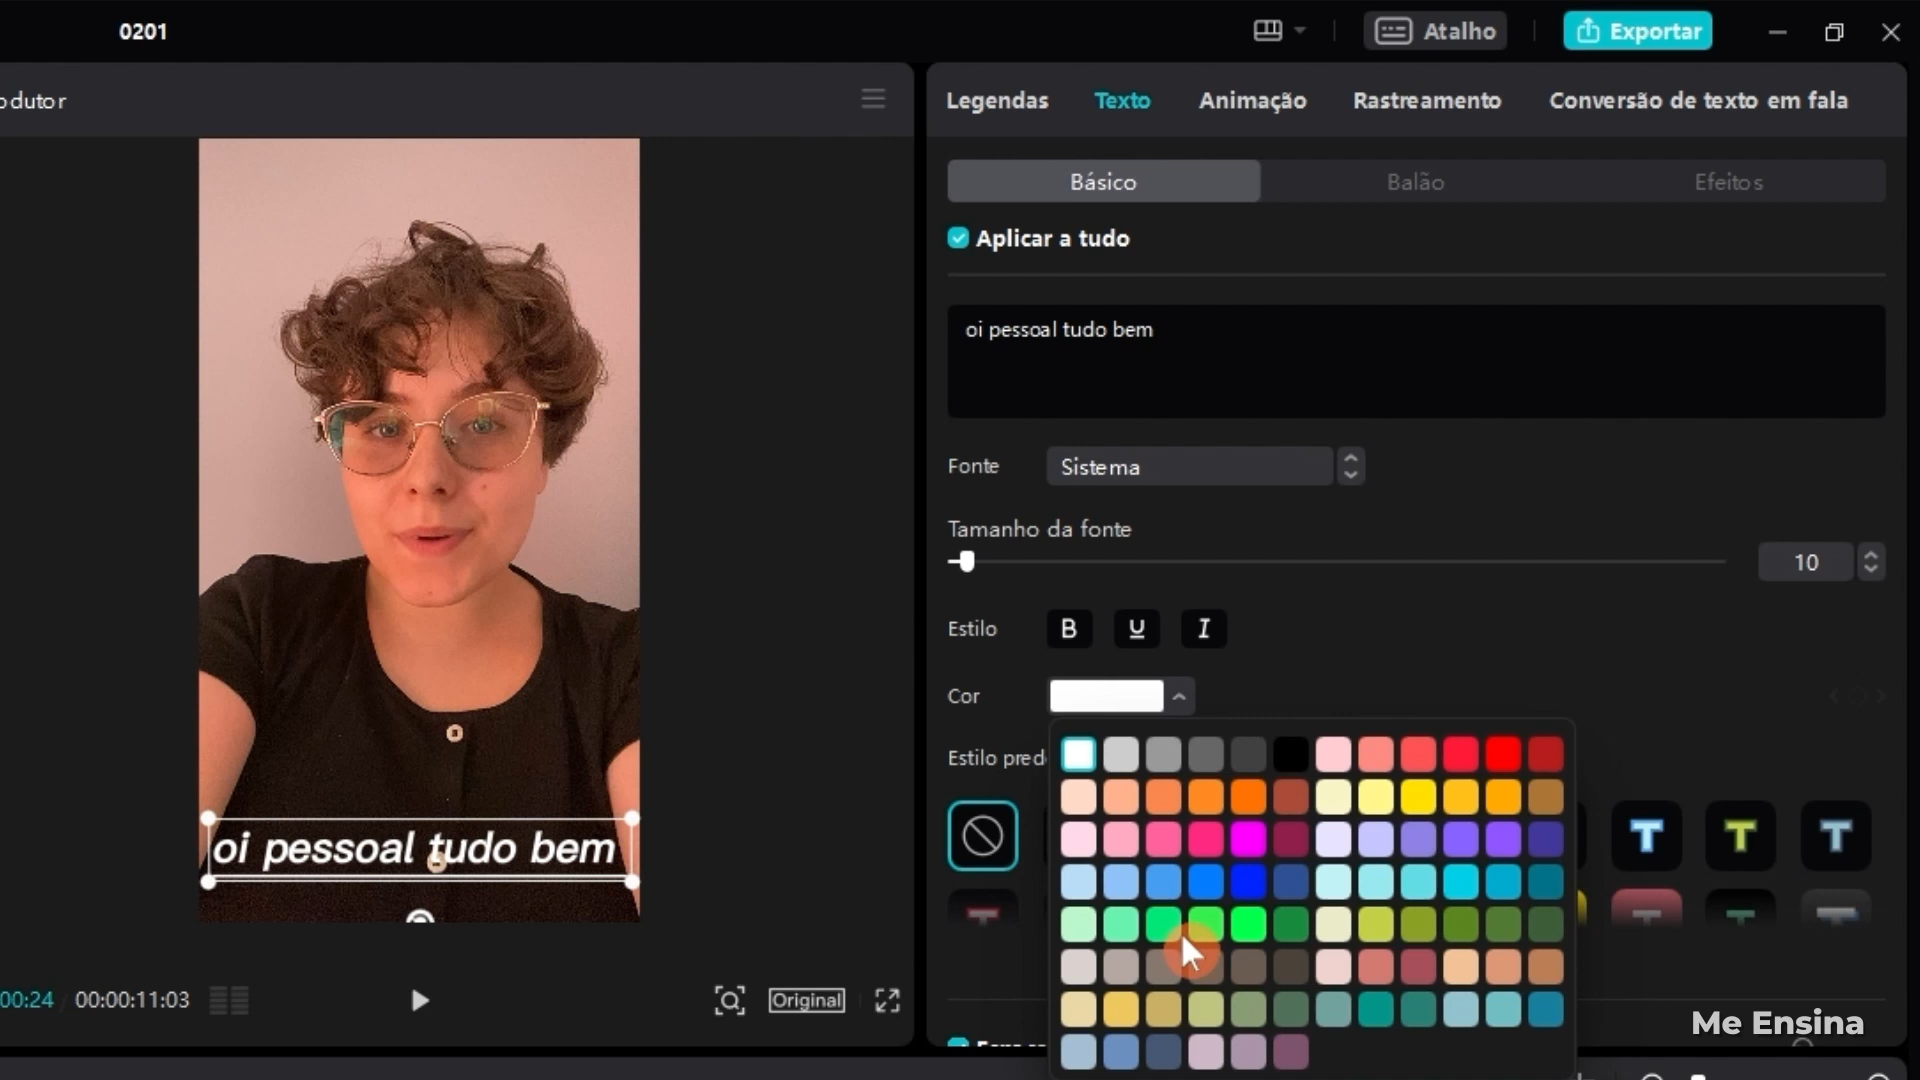 0201
Atalho
Exportar
odutor
Legendas
Texto
Animação
Rastreamento
Conversão de texto em fala
Básico
Balão
Efeitos
Aplicar a tudo
oi pessoal tudo bem
Fonte
Sistema
Tamanho da fonte
10
Estilo
B
U
I
Cor
Estilo pred
T
T
T
oi pessoal tudo bem
00:24 / 00:00:11:03
Original
Me Ensina